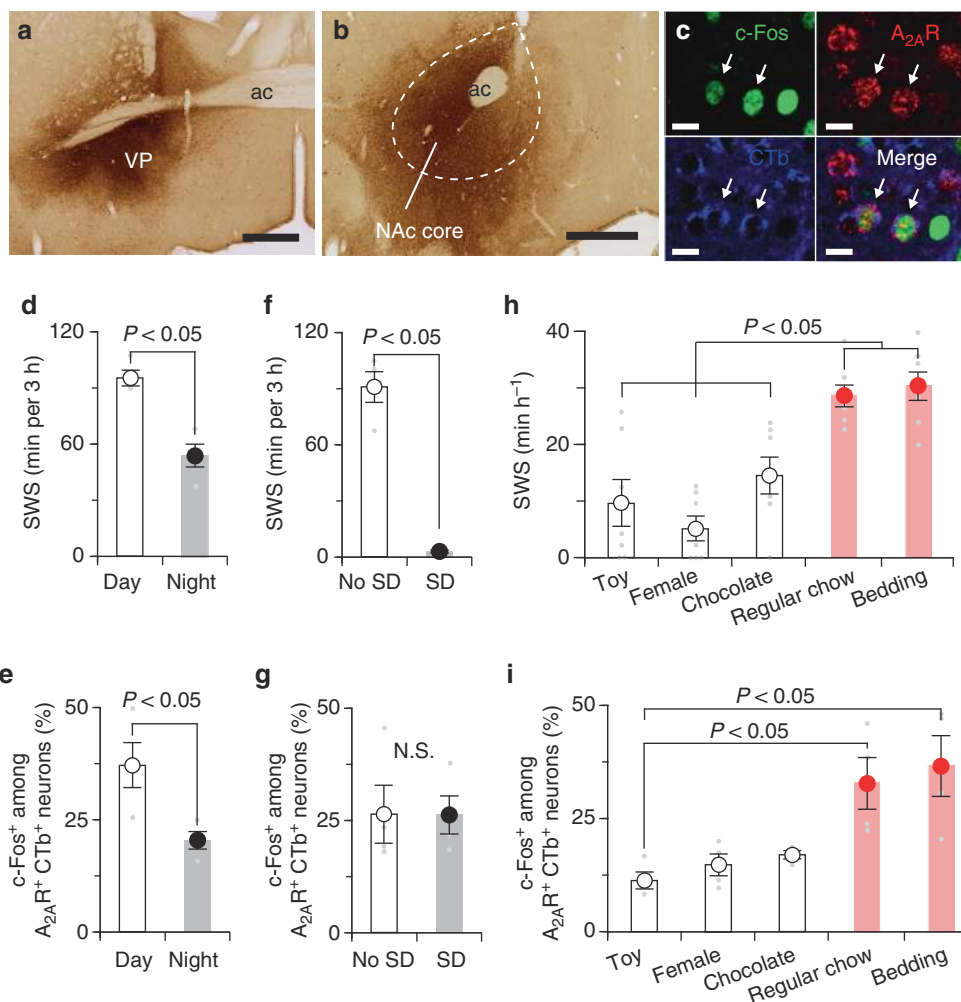 a
ac
VP
b
ac
NAc core
c
c-Fos
A2AR
CTb
Merge
d
SWS (min per 3 h)
120
60
0
P < 0.05
Day Night
f
SWS (min per 3 h)
120
60
0
P < 0.05
No SD SD
h
SWS (min h⁻¹)
40
20
0
P < 0.05
Toy Female Chocolate Regular chow Bedding
e
c-Fos⁺ among
A2AR⁺ CTb⁺ neurons (%)
50
25
0
P < 0.05
Day Night
g
c-Fos⁺ among
A2AR⁺ CTb⁺ neurons (%)
50
25
0
N.S.
No SD SD
i
c-Fos⁺ among
A2AR⁺ CTb⁺ neurons (%)
50
25
0
P < 0.05
P < 0.05
Toy Female Chocolate Regular chow Bedding